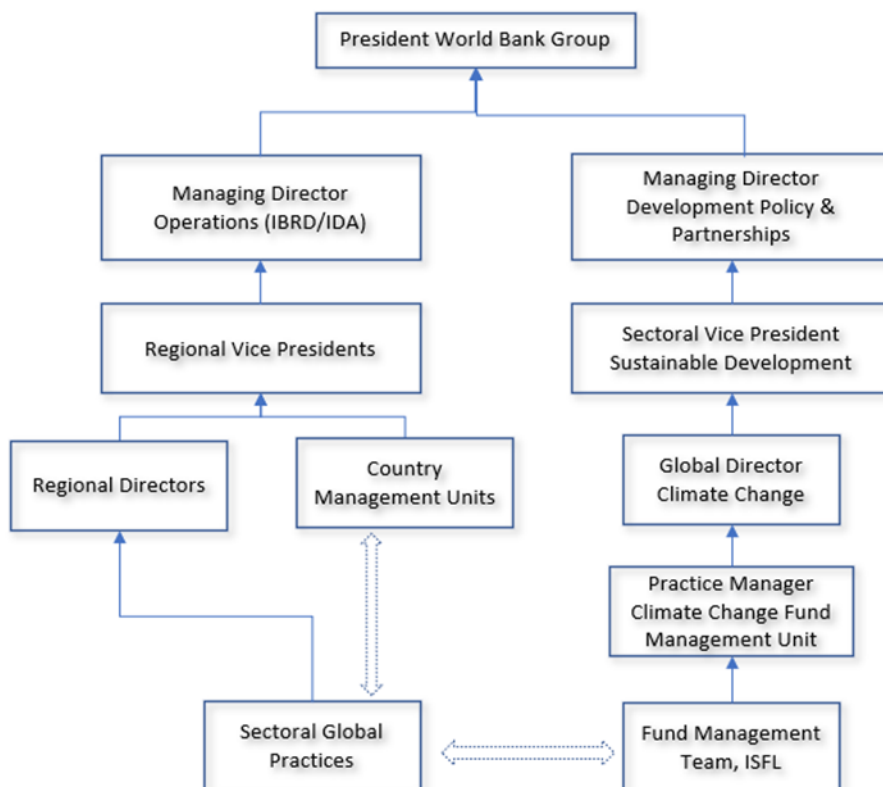 President World Bank Group
Managing Director
Operations (IBRD/IDA)
Managing Director
Development Policy &
Partnerships
Regional Vice Presidents
Sectoral Vice President
Sustainable Development
Regional Directors
Country
Management Units
Global Director
Climate Change
Practice Manager
Climate Change Fund
Management Unit
Sectoral Global
Practices
Fund Management
Team, ISFL